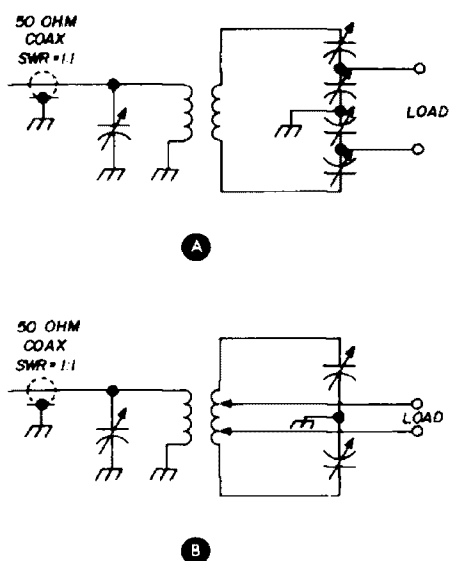 50 OHM
COAX
SWR = 1:1
LOAD
A
50 OHM
COAX
SWR = 1:1
LOAD
B